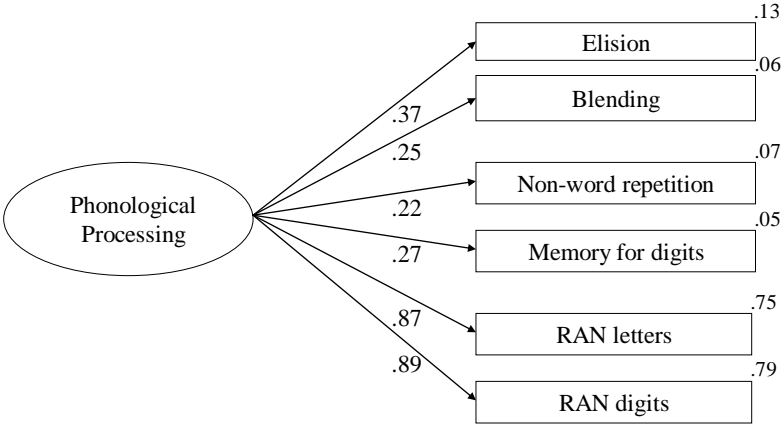 .13
Elision
.06
Blending
.37
.25
.07
Non-word repetition
.22
Phonological
Processing
.05
Memory for digits
.27
.75
RAN letters
.87
.79
RAN digits
.89